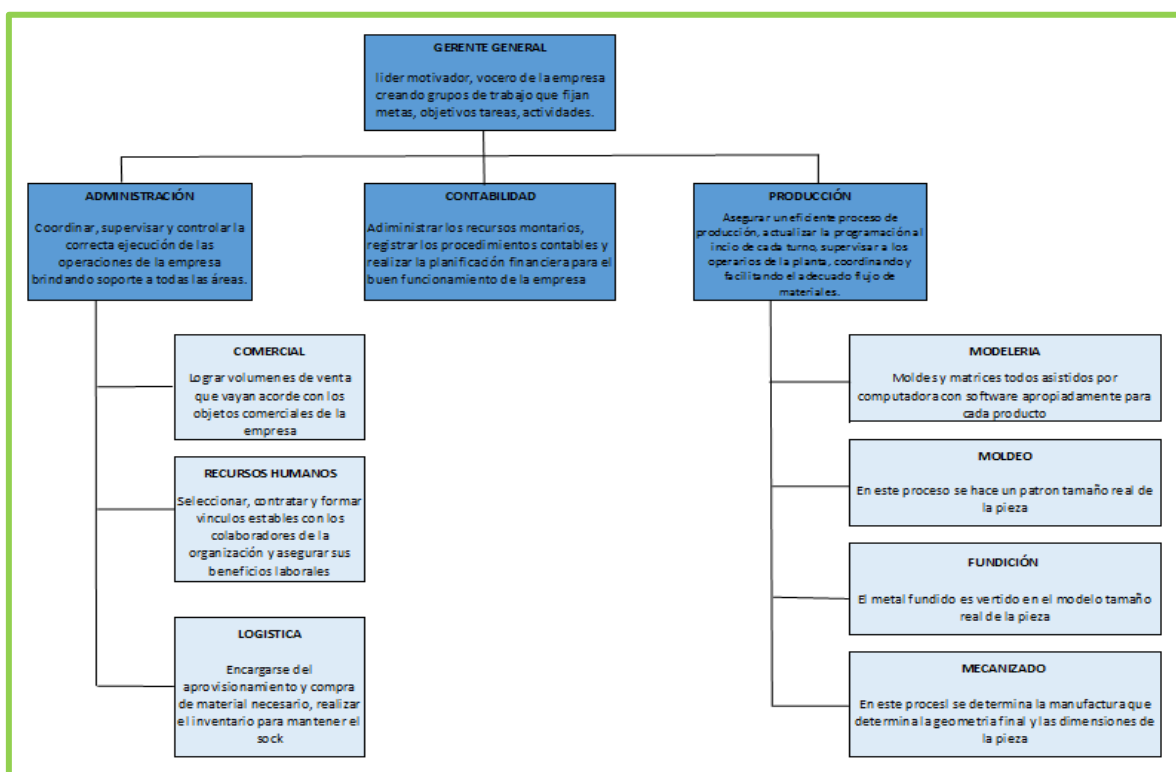 GERENTE GENERAL
lider motivador, vocero de la empresa
creando grupos de trabajo que fijan
metas, objetivos tareas, actividades.
ADMINISTRACIÓN
Coordinar, supervisar y controlar la
correcta ejecución de las
operaciones de la empresa
brindando soporte a todas las áreas.
CONTABILIDAD
Adiministrar los recursos montarios,
registrar los procedimientos contables y
realizar la planificación financiera para el
buen funcionamiento de la empresa
PRODUCCIÓN
Asegurar un eficiente proceso de
producción, actualizar la programación al
incio de cada turno, supervisar a los
operarios de la planta, coordinando y
facilitando el adecuado flujo de
materiales.
COMERCIAL
Lograr volumenes de venta
que vayan acorde con los
objetos comerciales de la
empresa
RECURSOS HUMANOS
Seleccionar, contratar y formar
vinculos estables con los
colaboradores de la
organización y asegurar sus
beneficios laborales
LOGISTICA
Encargarse del
aprovisionamiento y compra
de material necesario, realizar
el inventario para mantener el
sock
MODELERIA
Moldes y matrices todos asistidos por
computadora con software apropiadamente para
cada producto
MOLDEO
En este proceso se hace un patron tamaño real de
la pieza
FUNDICIÓN
El metal fundido es vertido en el modelo tamaño
real de la pieza
MECANIZADO
En este procesi se determina la manufactura que
determina la geometria final y las dimensiones de
la pieza